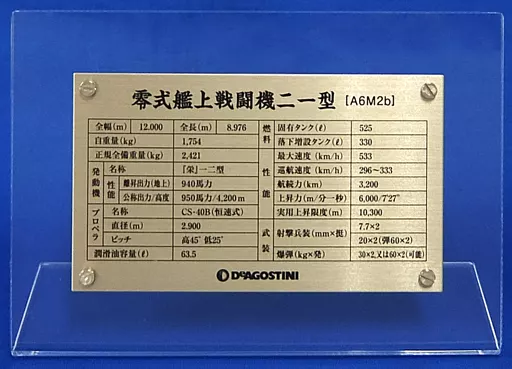 零式艦上戦闘機二一型 [A6M2b]
全幅(m) 12.000 全長(m) 8.976
自重量(kg) 1,754
正規全備重量(kg) 2,421
発動機 名称 「栄」一二型
性能 離昇出力(地上) 940馬力
公称出力/高度 950馬力/4,200m
プロペラ 名称 CS-40B(恒速式)
直径(m) 2.900
ピッチ 高45° 低25°
潤滑油容量(ℓ) 63.5
燃料 固有タンク(ℓ) 525
落下増設タンク(ℓ) 330
性能 最大速度(km/h) 533
巡航速度(km/h) 296~333
航続力(km) 3,200
上昇力(m/分一秒) 6,000/7'27"
実用上昇限度(m) 10,300
武装 射撃兵装(mm×挺) 7.7×2
20×2(弾60×2)
爆弾(kg×発) 30×2,又は60×2(可能)
DeAGOSTINI